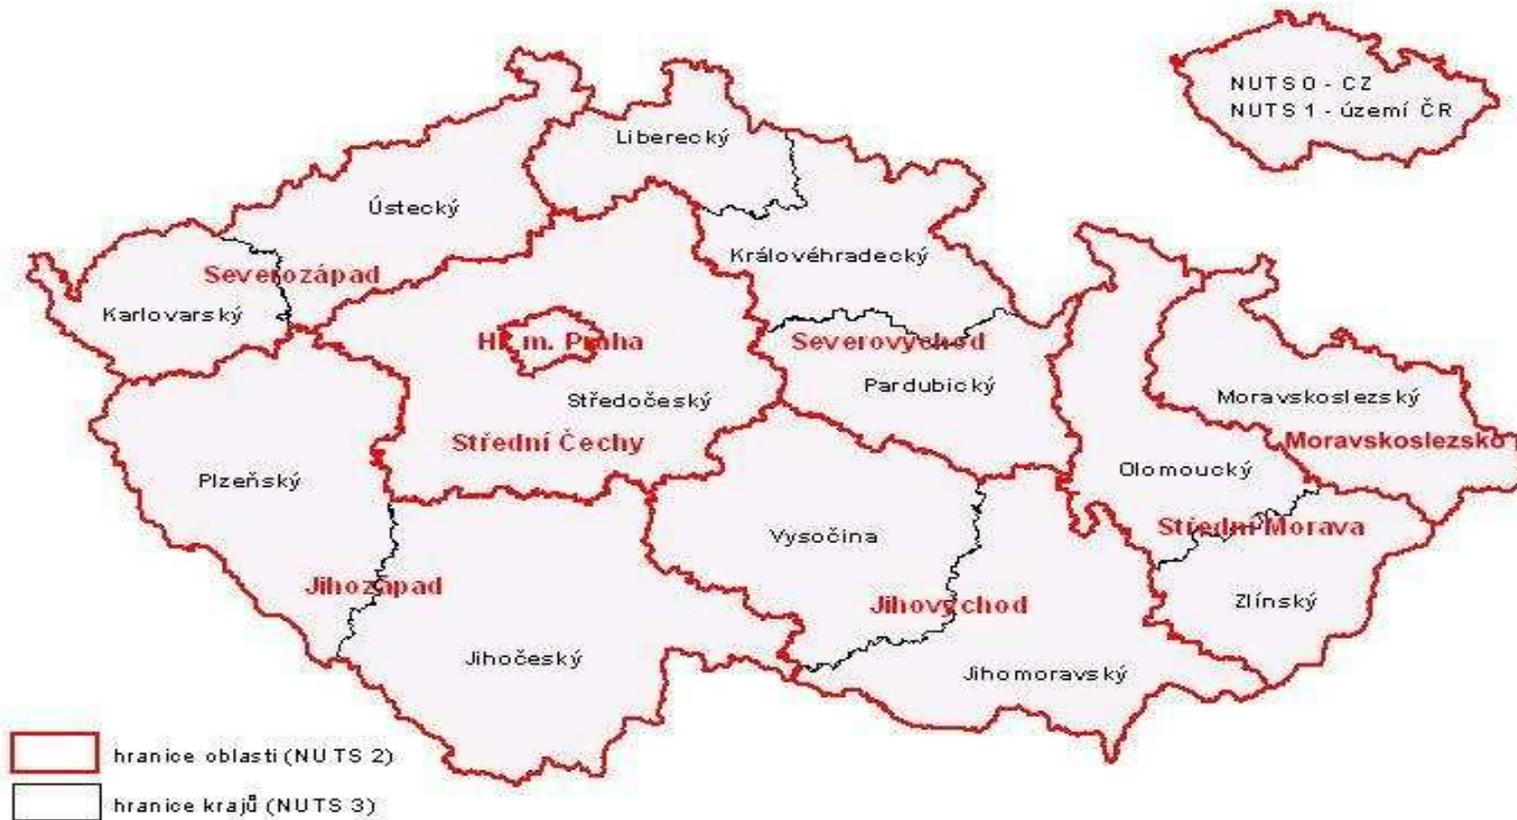 NUTS 0 - CZ
NUTS 1 - území ČR
Liberecký
Ústecký
Královéhradecký
Severozápad
Karlovarský
Hl. m. Praha
Severovýchod
Pardubický
Středočeský
Moravskoslezský
Střední Čechy
Moravskoslezsko
Olomoucký
Plzeňský
Střední Morava
Vysočina
Jihozápad
Jihovýchod
Zlínský
Jihočeský
Jihomoravský
hranice oblasti (NUTS 2)
hranice krajů (NUTS 3)